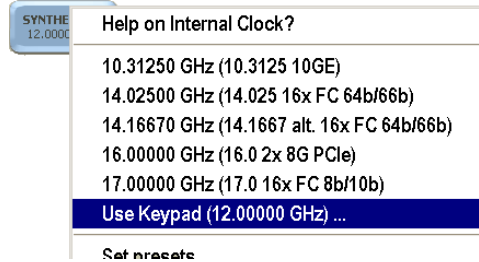 SYNTHE
12.0000
Help on Internal Clock?
10.31250 GHz (10.3125 10GE)
14.02500 GHz (14.025 16x FC 64b/66b)
14.16670 GHz (14.1667 alt. 16x FC 64b/66b)
16.00000 GHz (16.0 2x 8G PCIe)
17.00000 GHz (17.0 16x FC 8b/10b)
Use Keypad (12.00000 GHz) ...
Set presets